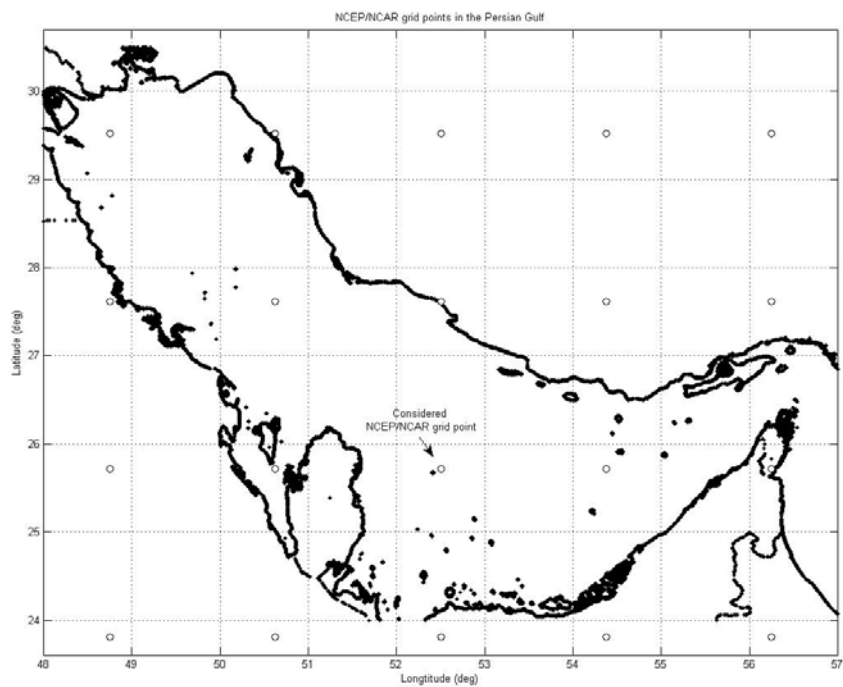 NCEP/NCAR grid points in the Persian Gulf
30
29
28
27
26
25
24
Latitude (deg)
Considered
NCEP/NCAR grid point
48 49 50 51 52 53 54 55 56 57
Longtitude (deg)